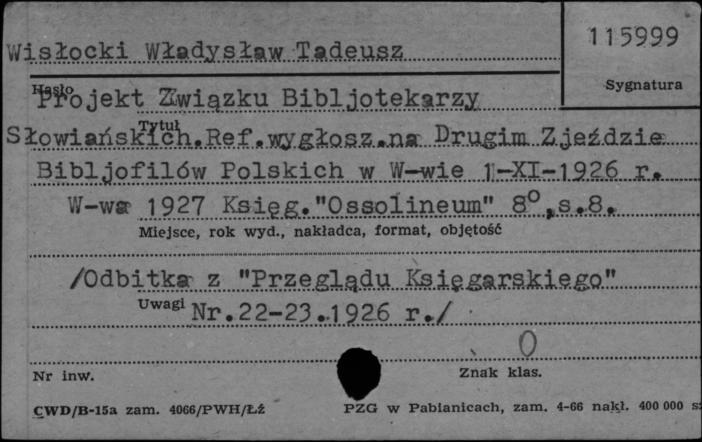 115999
Wisłocki Władysław Tadeusz
Sygnatura
Hasło
Projekt Związku Bibljotekarzy
Tytuł
Słowiańskich.Ref.wygłosz.na Drugim Zjeździe
Bibljofilów Polskich w W-wie 1-XI-1926 r.
W-wa 1927 Księg."Ossolineum" 8°,s.8.
Miejsce, rok wyd., nakładca, format, objętość
/Odbitka z "Przeglądu Księgarskiego"
Uwagi
Nr.22-23.1926 r./
0
Nr inw.
Znak klas.
CWD/B-15a zam. 4066/PWH/Łź
PZG w Pabianicach, zam. 4-66 nakł. 400 000 s